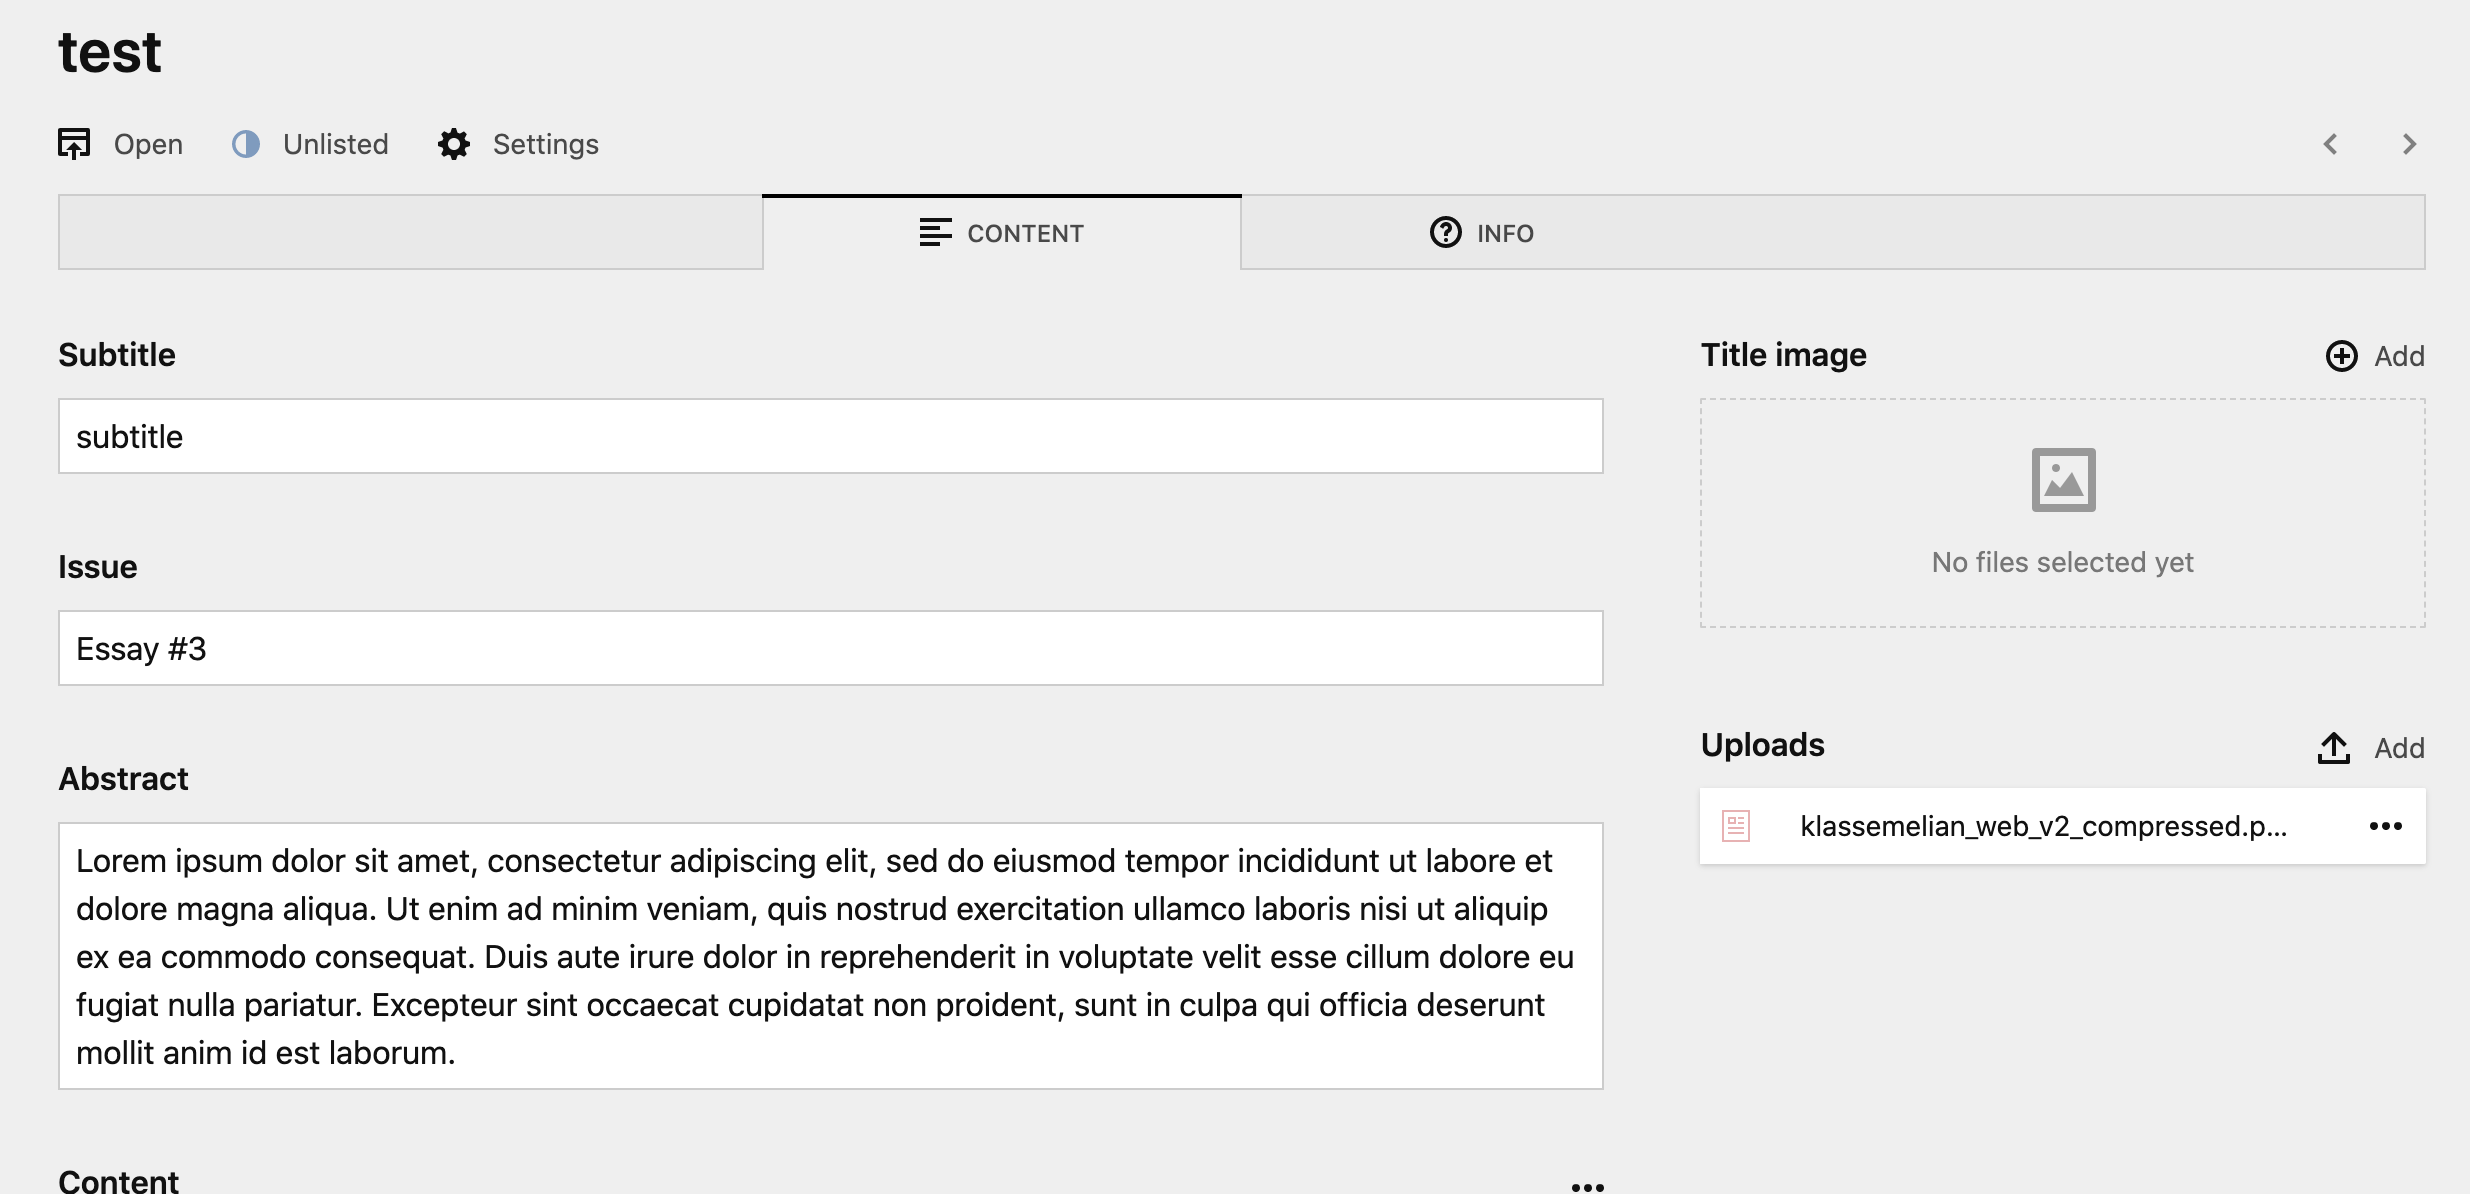 test
Open Unlisted Settings
CONTENT INFO
Subtitle
subtitle
Issue
Essay #3
Abstract
Lorem ipsum dolor sit amet, consectetur adipiscing elit, sed do eiusmod tempor incididunt ut labore et
dolore magna aliqua. Ut enim ad minim veniam, quis nostrud exercitation ullamco laboris nisi ut aliquip
ex ea commodo consequat. Duis aute irure dolor in reprehenderit in voluptate velit esse cillum dolore eu
fugiat nulla pariatur. Excepteur sint occaecat cupidatat non proident, sunt in culpa qui officia deserunt
mollit anim id est laborum.
Content
Title image
Add
No files selected yet
Uploads
Add
klassemelian_web_v2_compressed.p...